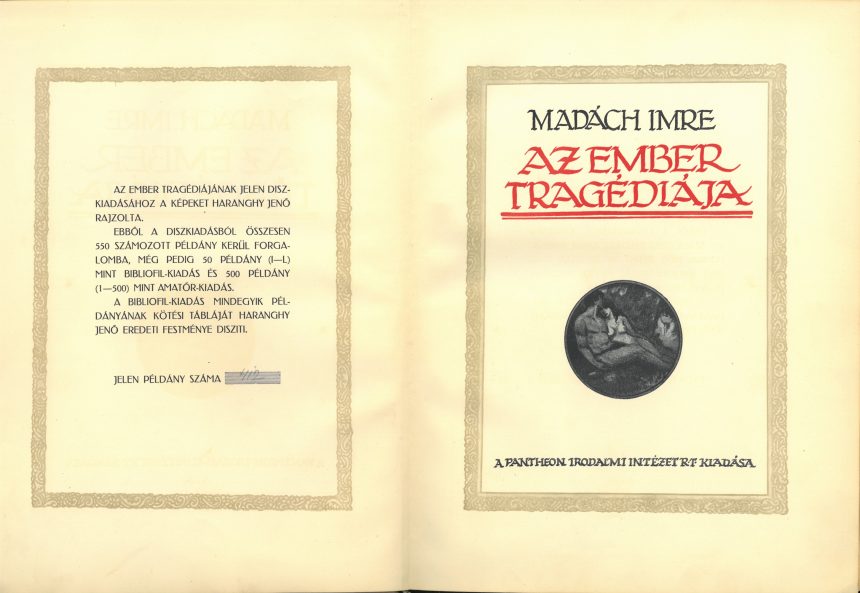 AZ EMBER TRAGÉDIÁJÁNAK JELEN DISZ-
KIADÁSÁHOZ A KÉPEKET HARANGHY JENŐ
RAJZOLTA.
EBBŐL A DISZKIADÁSBÓL ÖSSZESEN
550 SZÁMOZOTT PÉLDÁNY KERÜL FORGA-
LOMBA, MÉG PEDIG 50 PÉLDÁNY (I—L)
MINT BIBLIOFIL-KIADÁS ÉS 500 PÉLDÁNY
(1—500) MINT AMATŐR-KIADÁS.
A BIBLIOFIL-KIADÁS MINDEGYIK PÉL-
DÁNYÁNAK KÖTÉSI TÁBLÁJÁT HARANGHY
JENŐ EREDETI FESTMÉNYE DISZITI.
JELEN PÉLDÁNY SZÁMA 412
MADÁCH IMRE
AZ EMBER
TRAGÉDIÁJA
A PANTHEON IRODALMI INTÉZET R·T· KIADÁSA